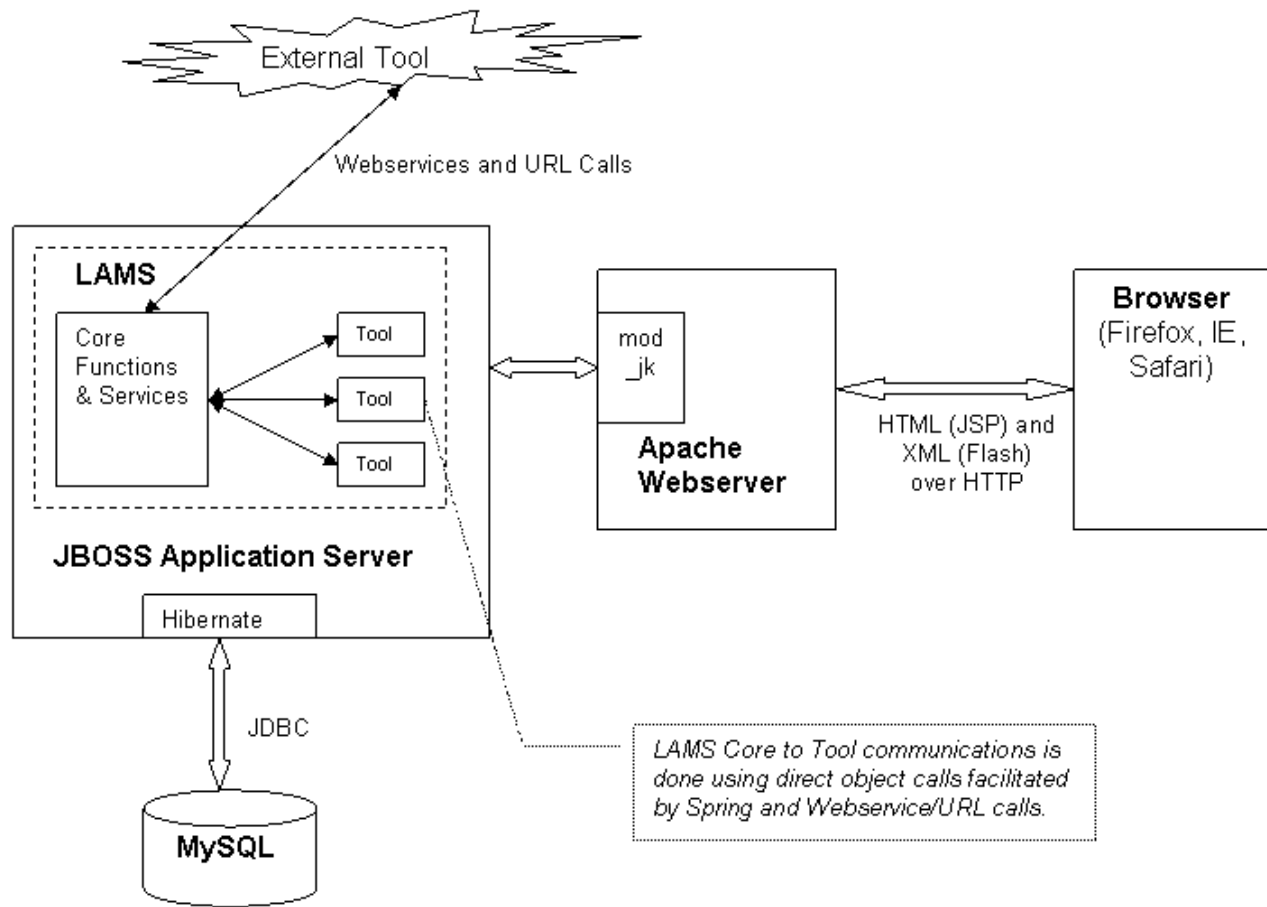 External Tool
Webservices and URL Calls
LAMS
Core
Functions
& Services
Tool
Tool
Tool
JBOSS Application Server
Hibernate
JDBC
MySQL
mod
_jk
Apache
Webserver
HTML (JSP) and
XML (Flash)
over HTTP
Browser
(Firefox, IE,
Safari)
LAMS Core to Tool communications is
done using direct object calls facilitated
by Spring and Webservice/URL calls.